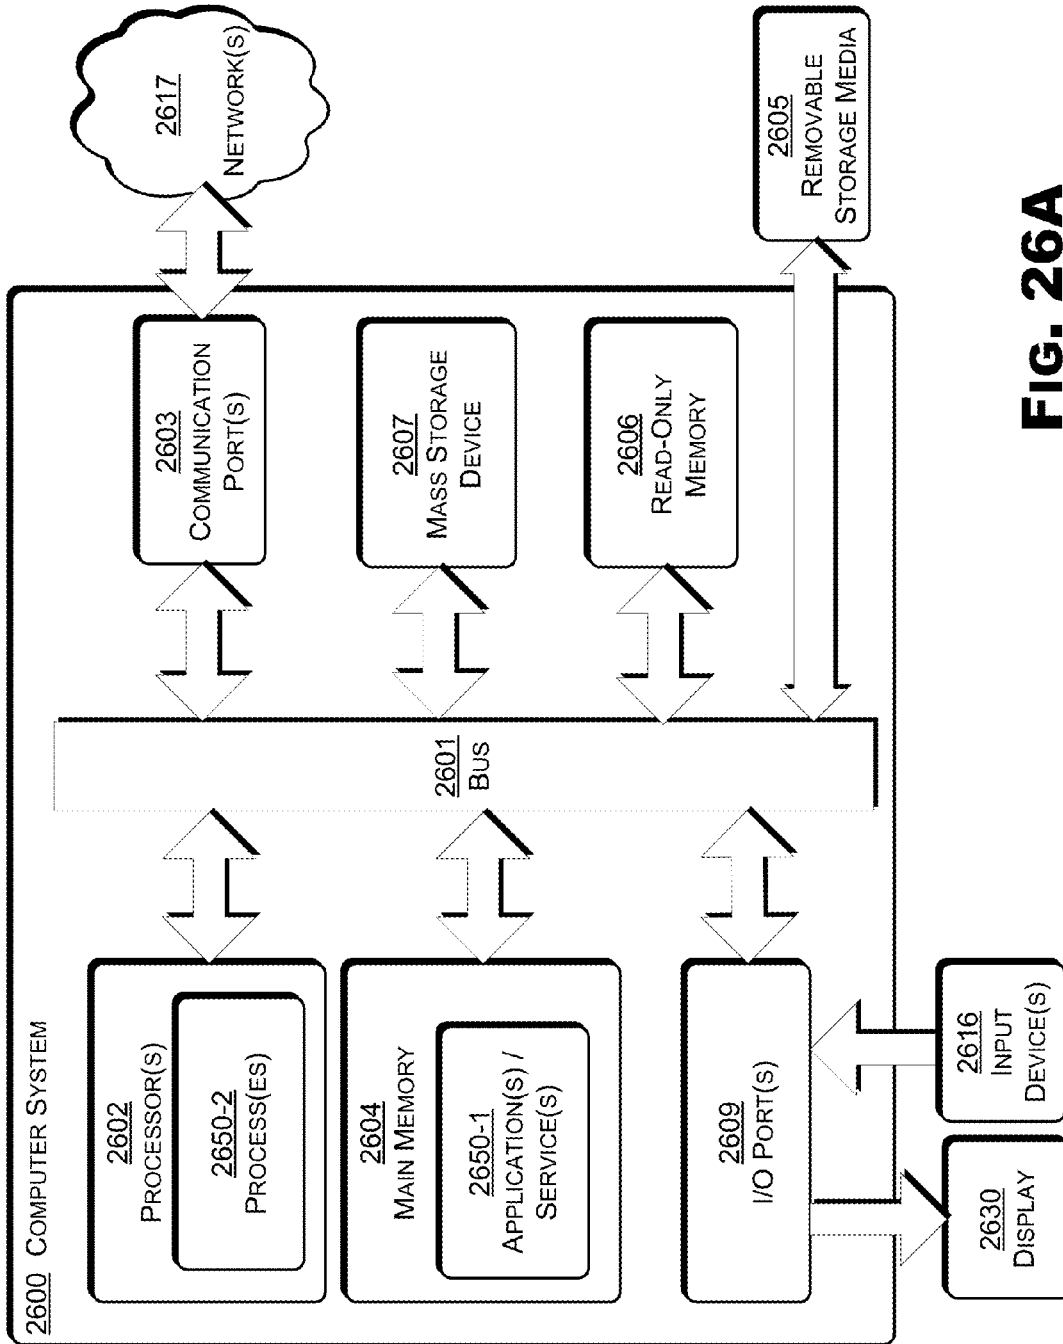 2600 COMPUTER SYSTEM
2602
PROCESSOR(S)
2650-2
PROCESS(ES)
2604
MAIN MEMORY
2650-1
APPLICATION(S) /
SERVICE(S)
2609
I/O PORT(S)
2630
DISPLAY
2616
INPUT
DEVICE(S)
2601
BUS
2603
COMMUNICATION
PORT(S)
2607
MASS STORAGE
DEVICE
2606
READ-ONLY
MEMORY
2617
NETWORK(S)
2605
REMOVABLE
STORAGE MEDIA
FIG. 26A